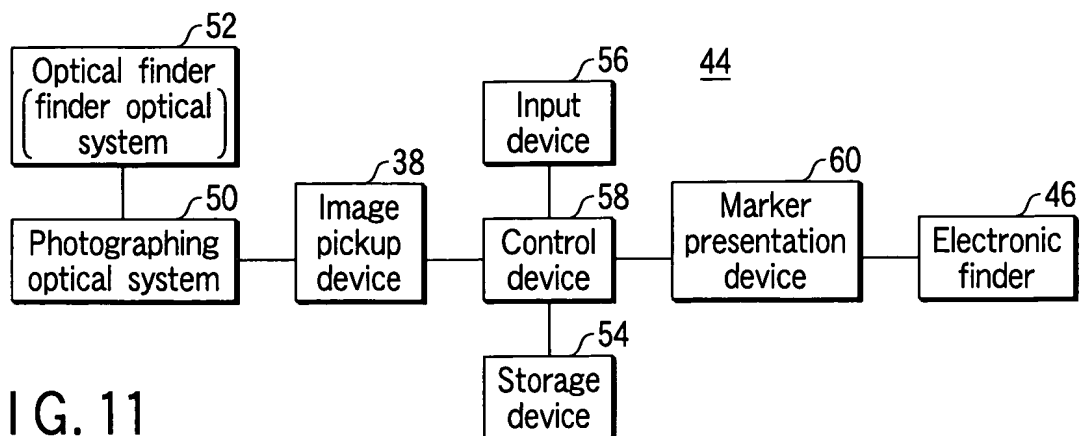 52
Optical finder
(finder optical
system)
50
Photographing
optical system
38
Image
pickup
device
56
Input
device
58
Control
device
54
Storage
device
44
60
Marker
presentation
device
46
Electronic
finder
IG. 11